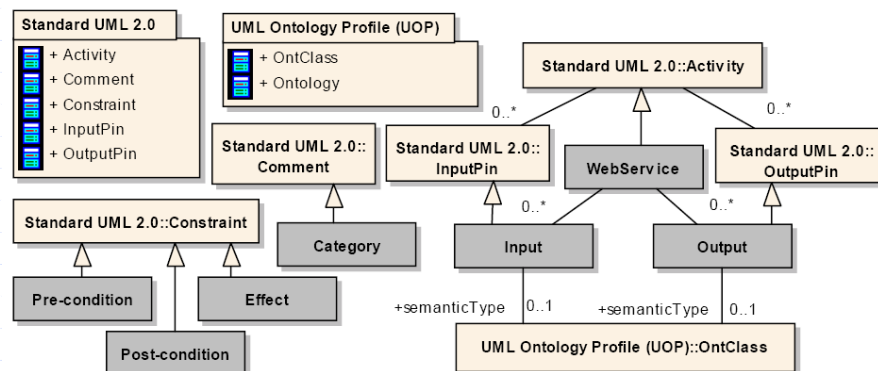 Standard UML 2.0
+ Activity
+ Comment
+ Constraint
+ InputPin
+ OutputPin
UML Ontology Profile (UOP)
+ OntClass
+ Ontology
Standard UML 2.0::Activity
0..*
0..*
Standard UML 2.0::
Comment
Standard UML 2.0::
InputPin
WebService
Standard UML 2.0::
OutputPin
Standard UML 2.0::Constraint
0..*
0..*
Category
Input
Output
Pre-condition
Effect
+semanticType
0..1
+semanticType
0..1
Post-condition
UML Ontology Profile (UOP)::OntClass